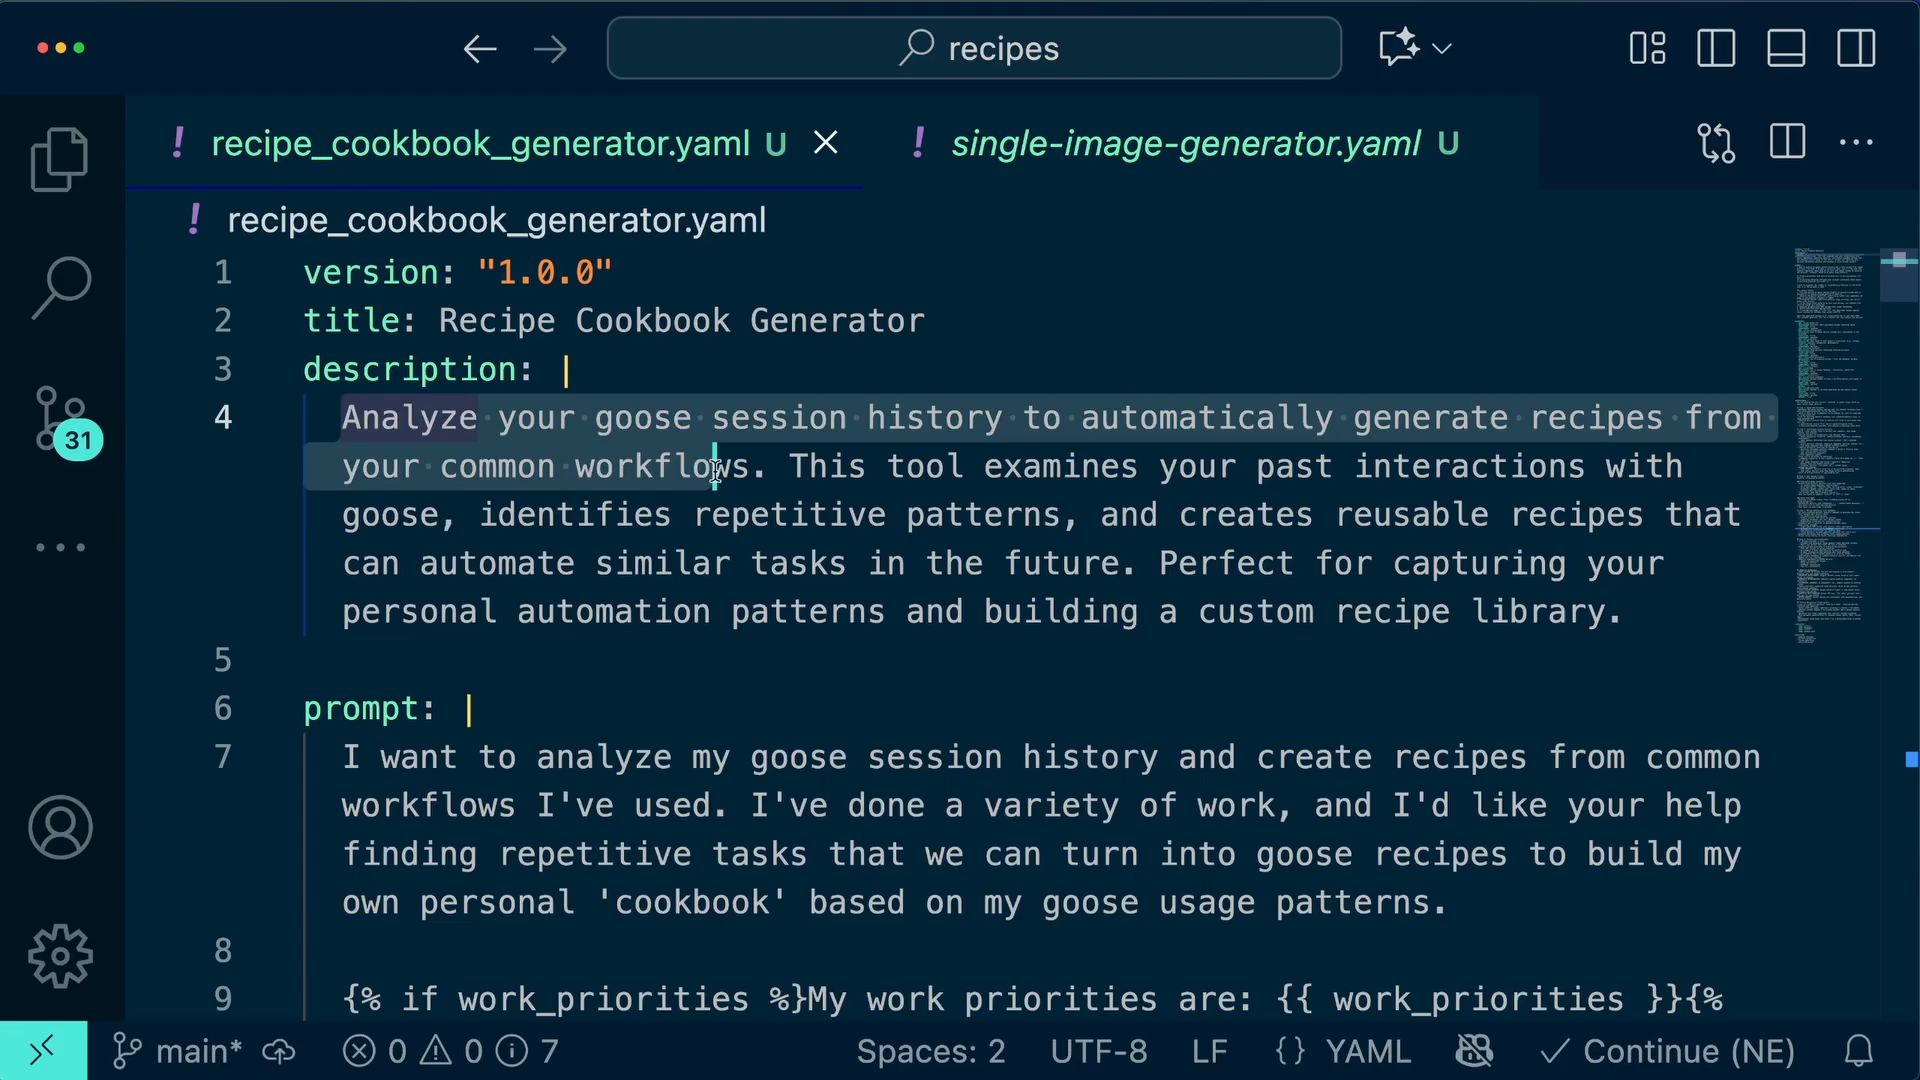 recipes
recipe_cookbook_generator.yaml U
single-image-generator.yaml U
recipe_cookbook_generator.yaml
1 version: "1.0.0"
2 title: Recipe Cookbook Generator
3 description: |
4 Analyze your goose session history to automatically generate recipes from
your common workflows. This tool examines your past interactions with
goose, identifies repetitive patterns, and creates reusable recipes that
can automate similar tasks in the future. Perfect for capturing your
personal automation patterns and building a custom recipe library.
5
6 prompt: |
7 I want to analyze my goose session history and create recipes from common
workflows I've used. I've done a variety of work, and I'd like your help
finding repetitive tasks that we can turn into goose recipes to build my
own personal 'cookbook' based on my goose usage patterns.
8
9 {% if work_priorities %}My work priorities are: {{ work_priorities }}{%
31
main* 0 0 7 Spaces: 2 UTF-8 LF {} YAML Continue (NE)